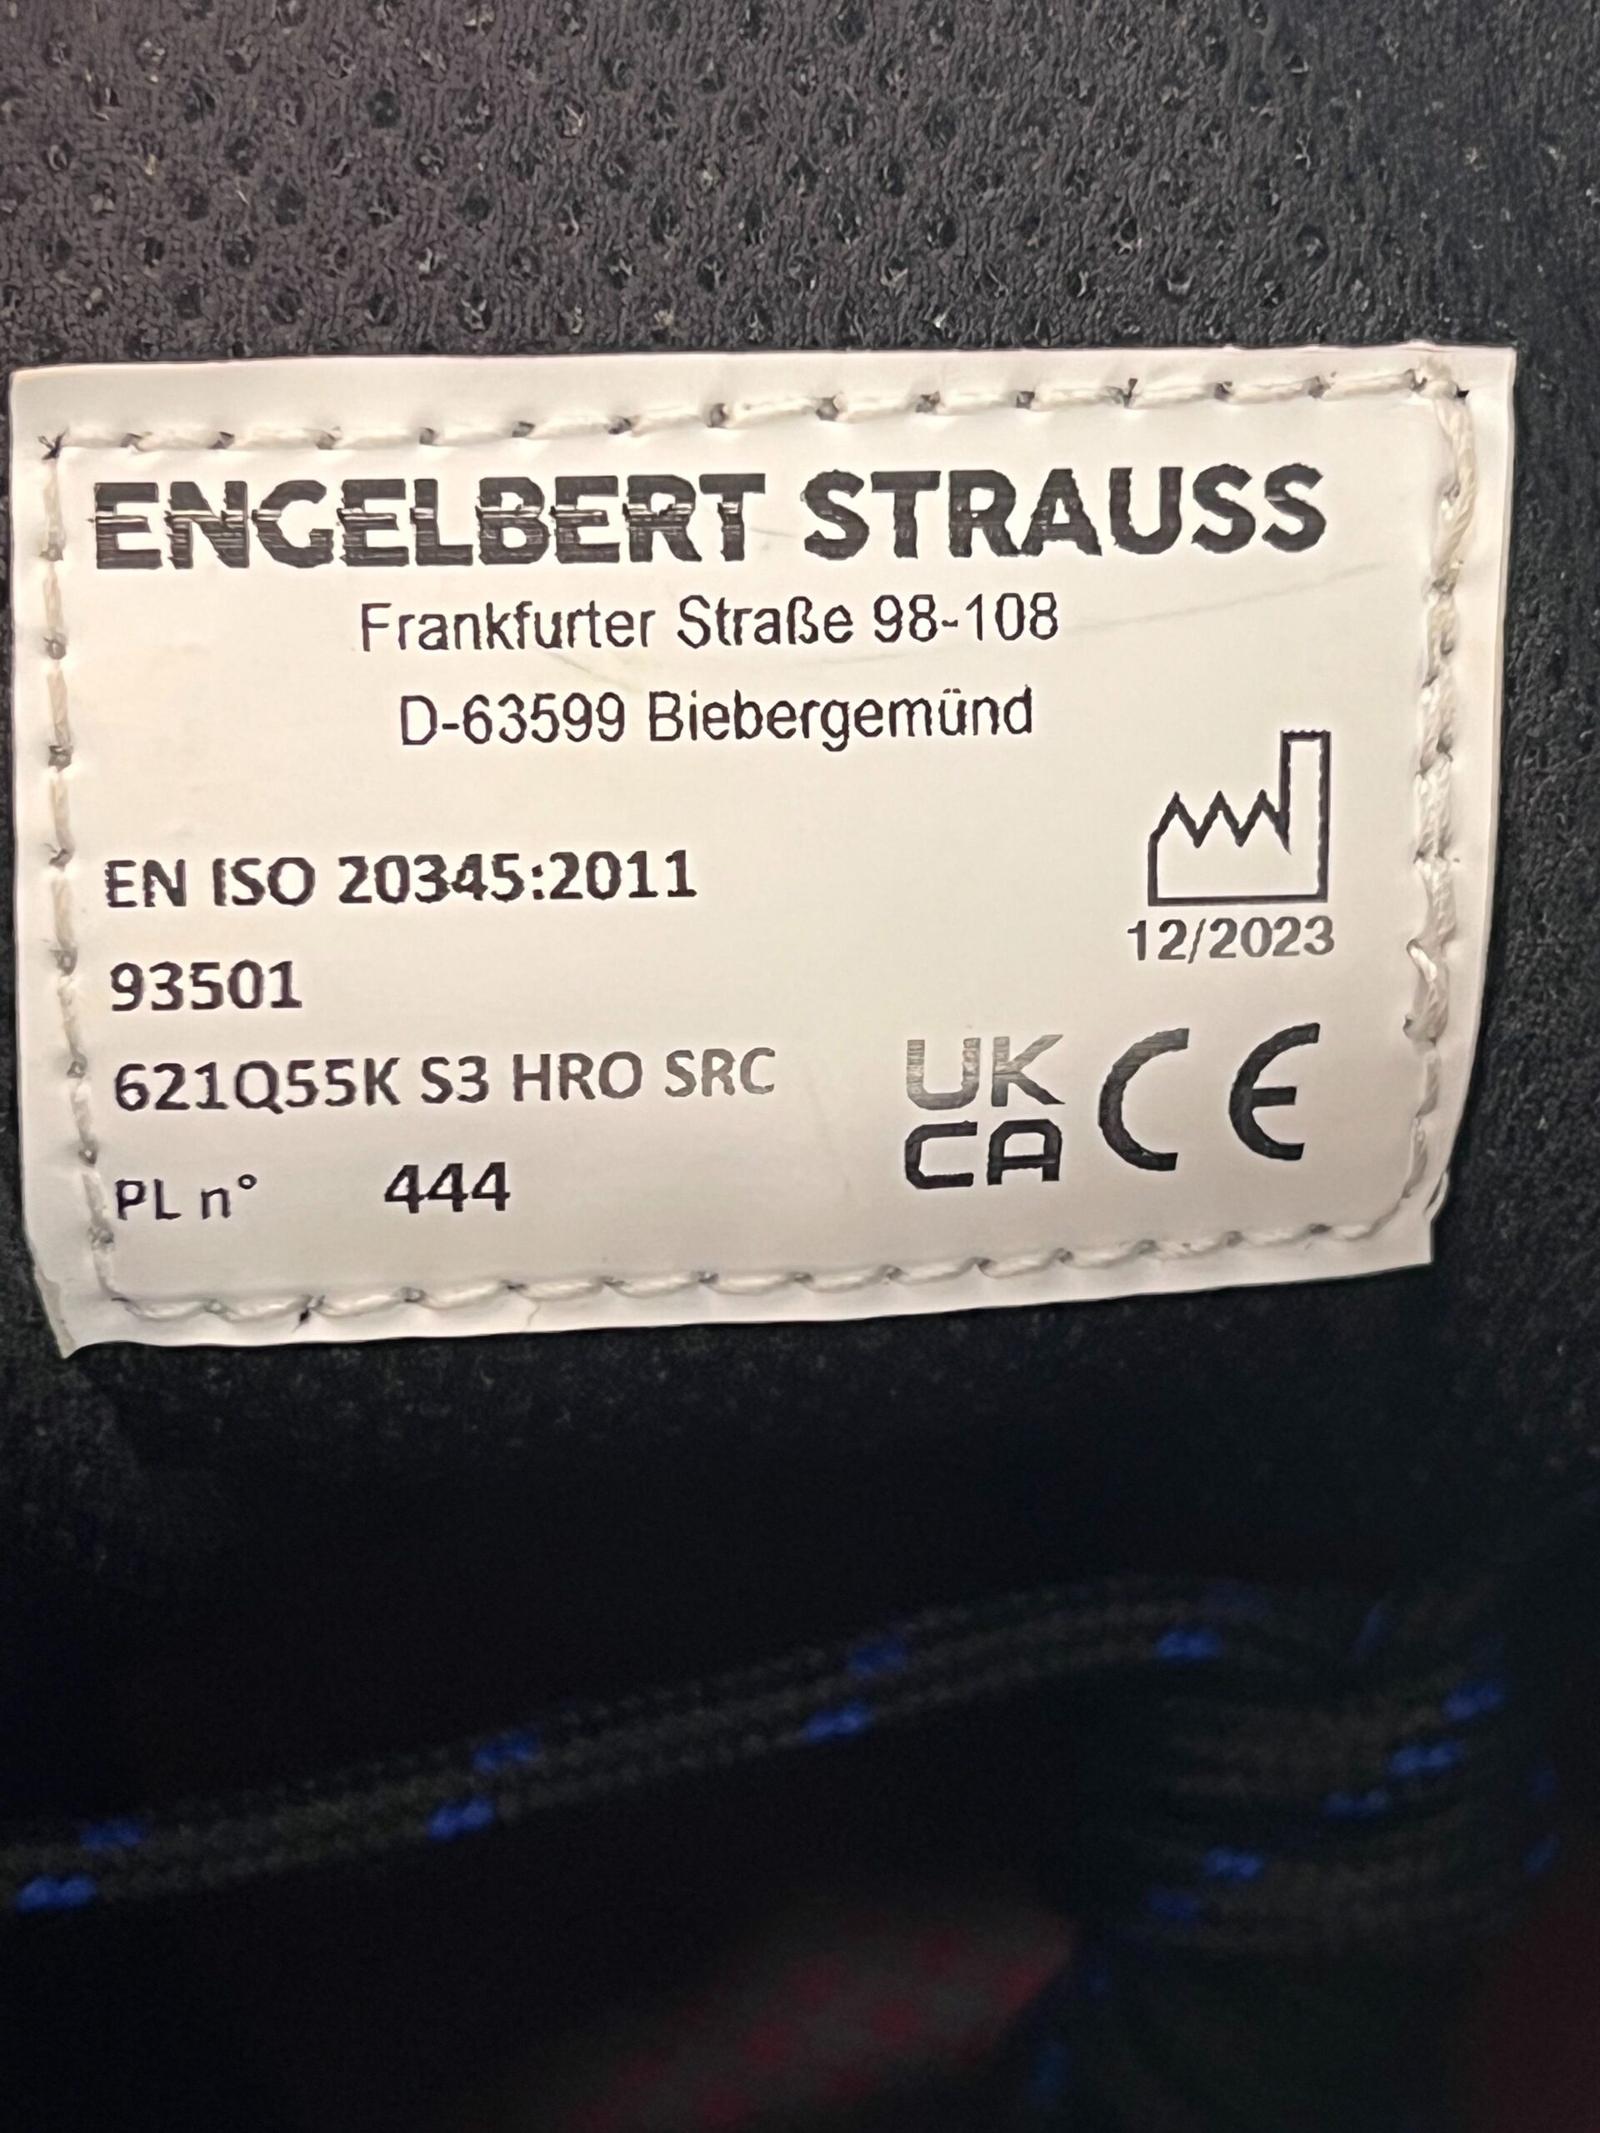 ENGELBERT STRAUSS
Frankfurter Straße 98-108
D-63599 Biebergemünd
EN ISO 20345:2011
12/2023
93501
621Q55K S3 HRO SRC
UK
CA CE
PL n° 444